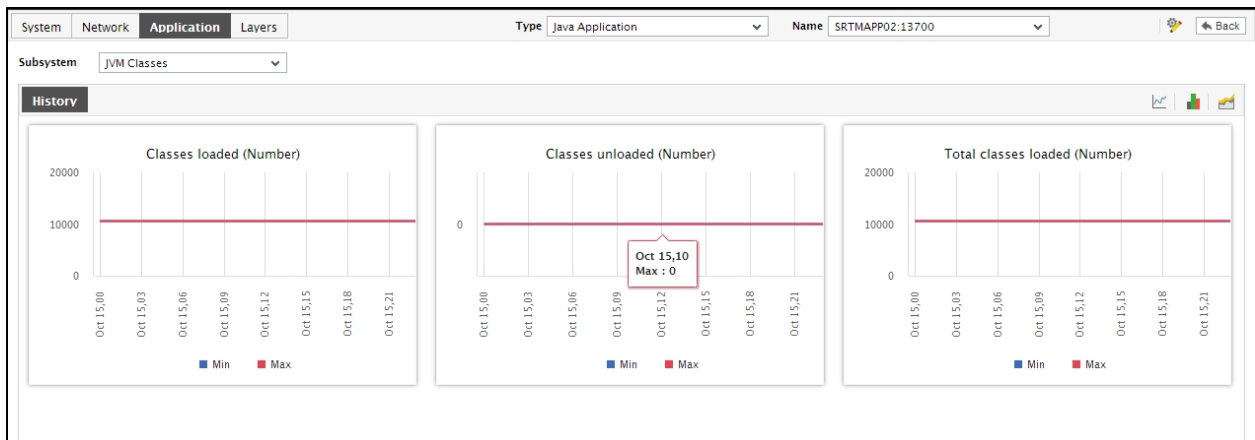 System Network Application Layers Type Java Application Name SRTMAPP02:13700 Back
Subsystem JVM Classes
History
Classes loaded (Number)
20000
10000
0
Oct 15,00
Oct 15,03
Oct 15,06
Oct 15,09
Oct 15,12
Oct 15,15
Oct 15,18
Oct 15,21
Min Max
Classes unloaded (Number)
0
Oct 15,10
Max : 0
Oct 15,00
Oct 15,03
Oct 15,06
Oct 15,09
Oct 15,12
Oct 15,15
Oct 15,18
Oct 15,21
Min Max
Total classes loaded (Number)
20000
10000
0
Oct 15,00
Oct 15,03
Oct 15,06
Oct 15,09
Oct 15,12
Oct 15,15
Oct 15,18
Oct 15,21
Min Max